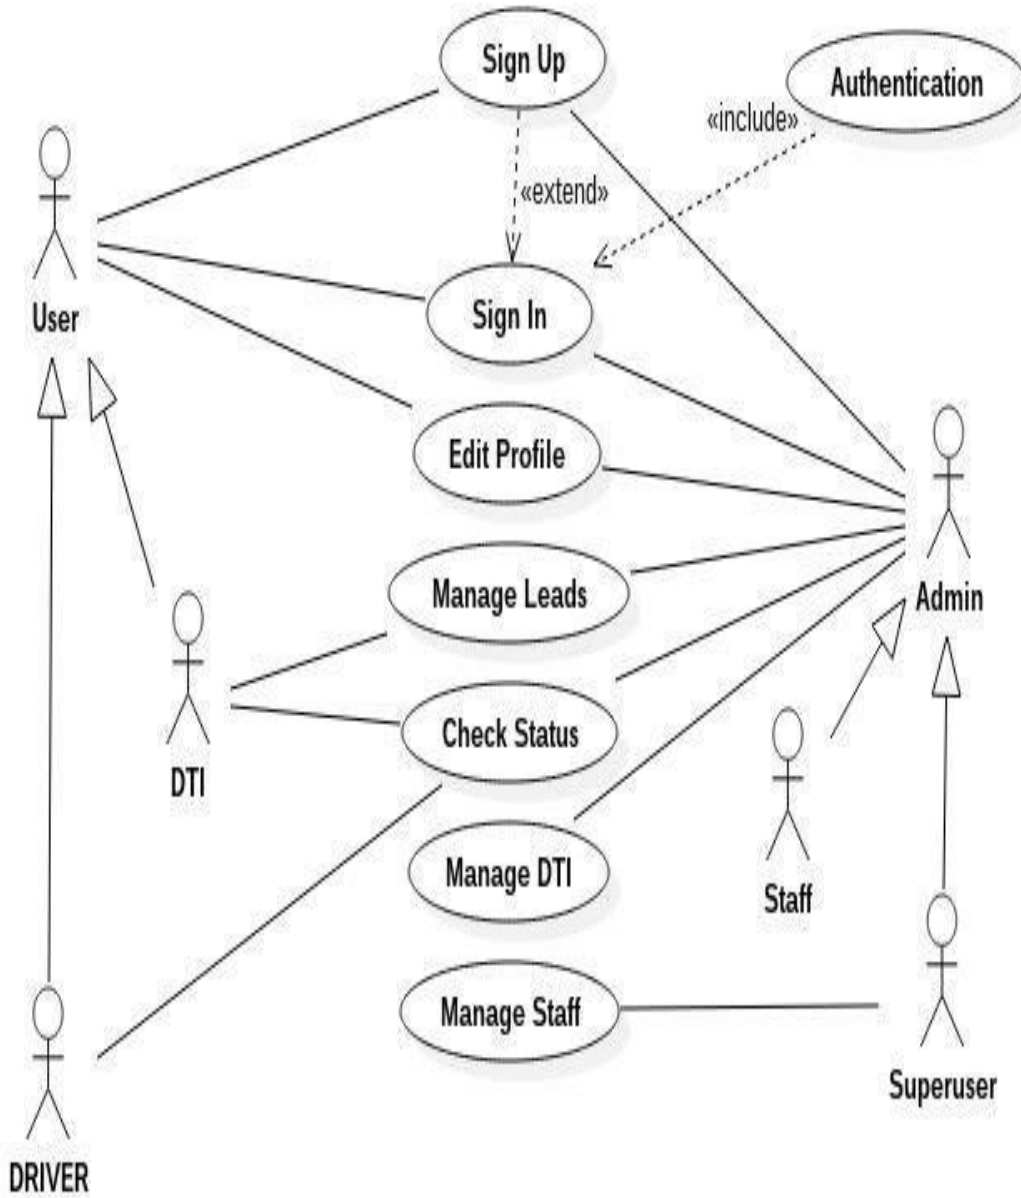 Sign Up
Authentication
«include»
«extend»
User
Sign In
Edit Profile
Manage Leads
Admin
Check Status
DTI
Manage DTI
Staff
Manage Staff
Superuser
DRIVER